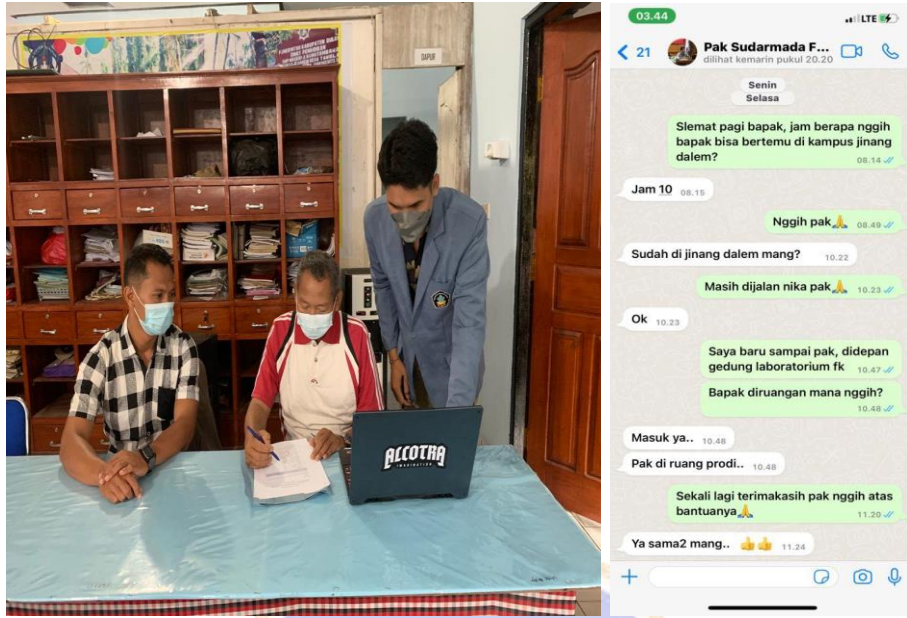 DAPUR
ALCOTRA
IMAGINATION
03.44
LTE
21
Pak Sudarmada F...
dilihat kemarin pukul 20.20
Senin
Selasa
Slemat pagi bapak, jam berapa nggih
bapak bisa bertemu di kampus jinang
dalem?
08.14
Jam 10 08.15
Nggih pak🙏 08.49
Sudah di jinang dalem mang? 10.22
Masih dijalan nika pak🙏 10.23
Ok 10.23
Saya baru sampai pak, didepan
gedung laboratorium fk 10.47
Bapak diruangan mana nggih?
10.48
Masuk ya.. 10.48
Pak di ruang prodi.. 10.48
Sekali lagi terimakasih pak nggih atas
bantuanya🙏 11.20
Ya sama2 mang.. 👍👍 11.24